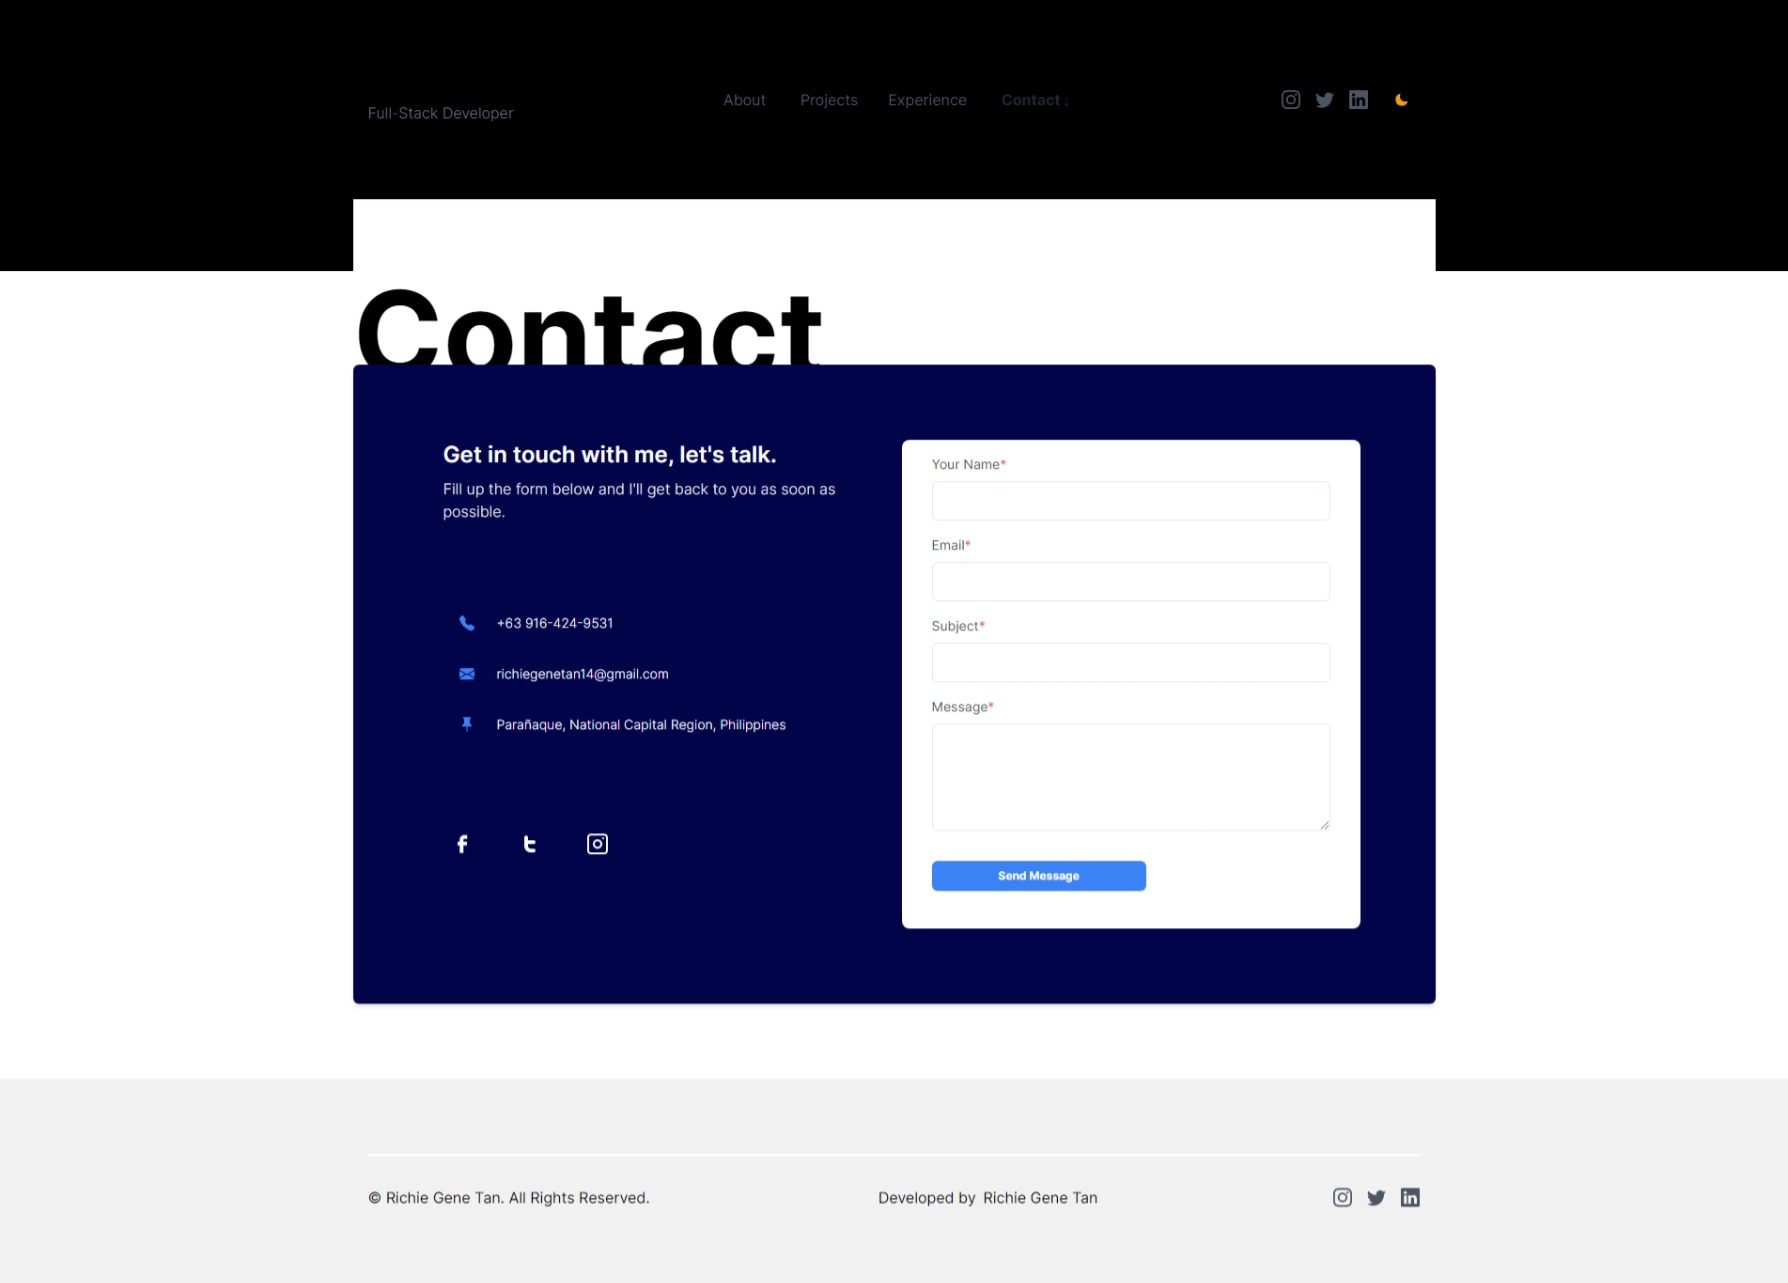 Full-Stack Developer
About
Projects
Experience
Contact ↓
Contact
Get in touch with me, let's talk.
Fill up the form below and I'll get back to you as soon as
possible.
+63 916-424-9531
richiegenetan14@gmail.com
Parañaque, National Capital Region, Philippines
Your Name*
Email*
Subject*
Message*
Send Message
© Richie Gene Tan. All Rights Reserved.
Developed by Richie Gene Tan